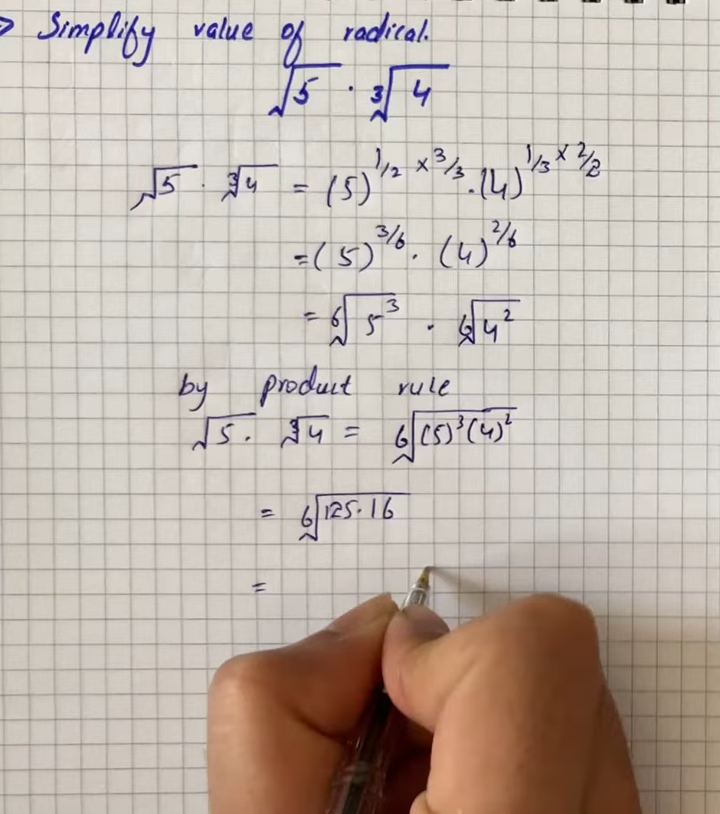 > Simplify value of radical.
√5 · ∛4
√5 · ∛4 = (5)^1/2 × 3/3 · (4)^1/3 × 2/2
= (5)^3/6 · (4)^2/6
= ⁶√5³ · ⁶√4²
by product rule
√5 · ∛4 = ⁶√(5)³(4)²
= ⁶√125·16
=